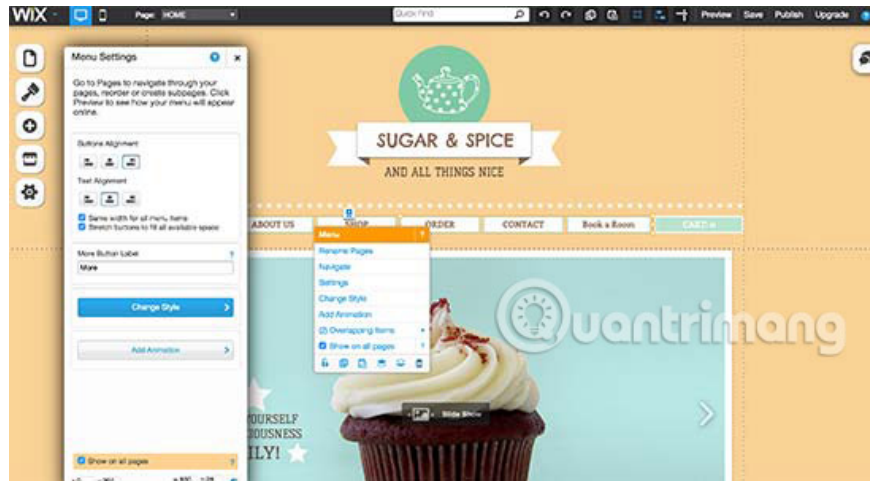 WIX
Page: HOME
Quick Find
Preview
Save
Publish
Upgrade
Menu Settings
Go to Pages to navigate through your
pages, reorder or create subpages. Click
Preview to see how your menu will appear
online.
Buttons Alignment
Text Alignment
Same width for all menu items
Stretch buttons to fill all available space
More Button Label
?
More
Change Style
Add Animation
Show on all pages
?
SUGAR & SPICE
AND ALL THINGS NICE
ABOUT US
SHOP
ORDER
CONTACT
Book a Room
Menu
?
Rename Pages
Navigate
Settings
Change Style
Add Animation
(2) Overlapping Items
Show on all pages
?
Quantrimang
Slide Show
YOURSELF
ILY!